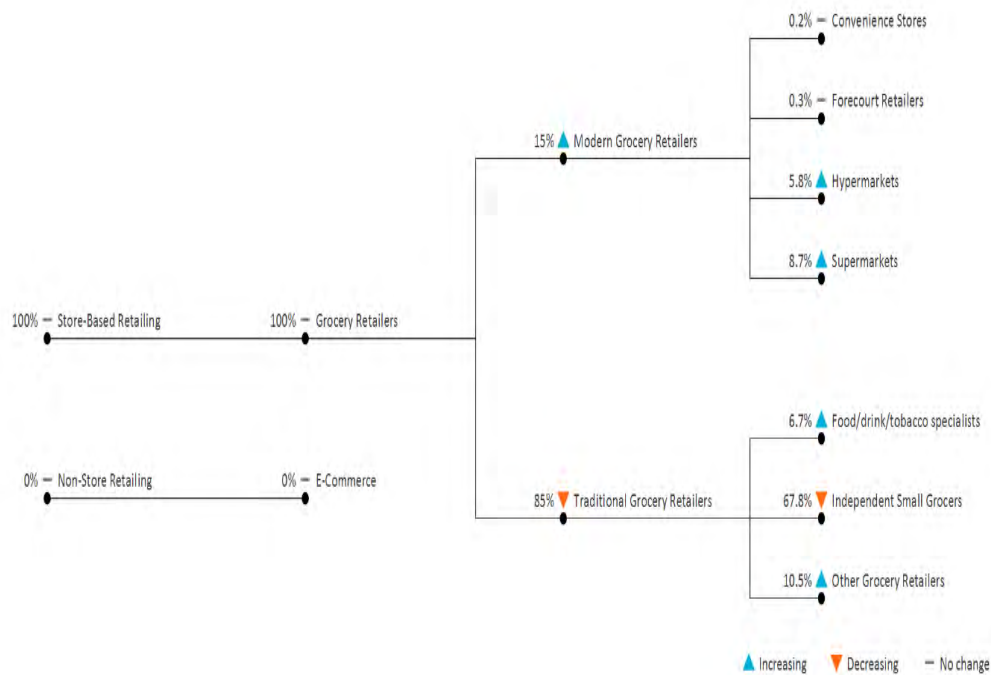 0.2% – Convenience Stores
0.3% – Forecourt Retailers
15% ▲ Modern Grocery Retailers
5.8% ▲ Hypermarkets
8.7% ▲ Supermarkets
100% – Store-Based Retailing
100% – Grocery Retailers
6.7% ▲ Food/drink/tobacco specialists
0% – Non-Store Retailing
0% – E-Commerce
85% ▼ Traditional Grocery Retailers
67.8% ▼ Independent Small Grocers
10.5% ▲ Other Grocery Retailers
▲ Increasing ▼ Decreasing – No change